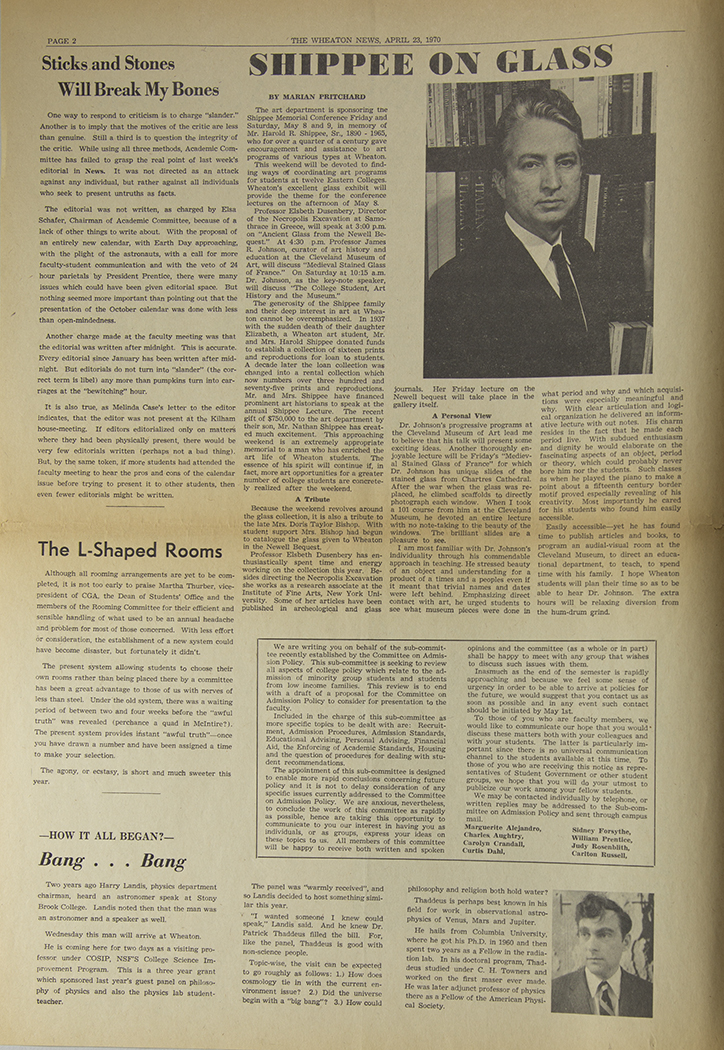 PAGE 2
THE WHEATON NEWS, APRIL 23, 1970
Sticks and Stones
Will Break My Bones
One way to respond to criticism is to charge "slander."
Another is to imply that the motives of the critic are less
than genuine. Still a third is to question the integrity of
the critic. While using all three methods, Academic Com-
mittee has failed to grasp the real point of last week's
editorial in News. It was not directed as an attack
against any individual, but rather against all individuals
who seek to present untruths as facts.
The editorial was not written, as charged by Elsa
Schafer, Chairman of Academic Committee, because of a
lack of other things to write about. With the proposal of
an entirely new calendar, with Earth Day approaching,
with the plight of the astronauts, with a call for more
faculty-student communication and with the veto of 24
hour parietals by President Prentice, there were many
issues which could have been given editorial space. But
nothing seemed more important than pointing out that the
presentation of the October calendar was done with less
than open-mindedness.
Another charge made at the faculty meeting was that
the editorial was written after midnight. This is accurate.
Every editorial since January has been written after mid-
night. But editorials do not turn into "slander" (the cor-
rect term is libel) any more than pumpkins turn into car-
riages at the "bewitching" hour.
It is also true, as Melinda Case's letter to the editor
indicates, that the editor was not present at the Kilham
house-meeting. If editors editorialized only on matters
where they had been physically present, there would be
very few editorials written (perhaps not a bad thing).
But, by the same token, if more students had attended the
faculty meeting to hear the pros and cons of the calendar
issue before trying to present it to other students, then
even fewer editorials might be written.
The L-Shaped Rooms
Although all rooming arrangements are yet to be com-
pleted, it is not too early to praise Martha Thurber, vice-
president of CGA, the Dean of Students' Office and the
members of the Rooming Committee for their efficient and
sensible handling of what used to be an annual headache
and problem for most of those concerned. With less effort
or consideration, the establishment of a new system could
have become disaster, but fortunately it didn't.
The present system allowing students to choose their
own rooms rather than being placed there by a committee
has been a great advantage to those of us with nerves of
less than steel. Under the old system, there was a waiting
period of between two and four weeks before the "awful
truth" was revealed (perchance a quad in McIntire?).
The present system provides instant "awful truth"—once
you have drawn a number and have been assigned a time
to make your selection.
The agony, or ecstasy, is short and much sweeter this
year.
SHIPPEE ON GLASS
BY MARIAN PRITCHARD
The art department is sponsoring the
Shippee Memorial Conference Friday and
Saturday, May 8 and 9, in memory of
Mr. Harold R. Shippee, Sr., 1890 - 1965,
who for over a quarter of a century gave
encouragement and assistance to art
programs of various types at Wheaton.
This weekend will be devoted to find-
ing ways of coordinating art programs
for students at twelve Eastern Colleges.
Wheaton's excellent glass exhibit will
provide the theme for the conference
lectures on the afternoon of May 8.
Professor Elsbeth Dusenbery, Director
of the Necropolis Excavation at Samo-
thrace in Greece, will speak at 3:00 p.m.
on "Ancient Glass from the Newell Be-
quest." At 4:30 p.m. Professor James
R. Johnson, curator of art history and
education at the Cleveland Museum of
Art, will discuss "Medieval Stained Glass
of France." On Saturday at 10:15 a.m.
Dr. Johnson, as the key-note speaker,
will discuss "The College Student, Art
History and the Museum."
The generosity of the Shippee family
and their deep interest in art at Whea-
ton cannot be overemphasized. In 1937
with the sudden death of their daughter
Elizabeth, a Wheaton art student, Mr.
and Mrs. Harold Shippee donated funds
to establish a collection of sixteen prints
and reproductions for loan to students.
A decade later the loan collection was
changed into a rental collection which
now numbers over three hundred and
seventy-five prints and reproductions.
Mr. and Mrs. Shippee have financed
prominent art historians to speak at the
annual Shippee Lecture. The recent
gift of $750,000 to the art department by
their son, Mr. Nathan Shippee has creat-
ed much excitement. This approaching
weekend is an extremely appropriate
memorial to a man who has enriched the
art life of Wheaton students. The
essence of his spirit will continue if, in
fact, more art opportunities for a greater
number of college students are concrete-
ly realized after the weekend.
A Tribute
Because the weekend revolves around
the glass collection, it is also a tribute to
the late Mrs. Doris Taylor Bishop. With
student support Mrs. Bishop had begun
to catalogue the glass given to Wheaton
in the Newell Bequest.
Professor Elsbeth Dusenbery has en-
thusiastically spent time and energy
working on the collection this year. Be-
sides directing the Necropolis Excavation
she works as a research associate at the
Institute of Fine Arts, New York Uni-
versity. Some of her articles have been
published in archeological and glass
journals. Her Friday lecture on the
Newell bequest will take place in the
gallery itself.
A Personal View
Dr. Johnson's progressive programs at
the Cleveland Museum of Art lead me
to believe that his talk will present some
exciting ideas. Another thoroughly en-
joyable lecture will be Friday's "Mediev-
al Stained Glass of France" for which
Dr. Johnson has unique slides of the
stained glass from Chartres Cathedral.
After the war when the glass was re-
placed, he climbed scaffolds to directly
photograph each window. When I took
a 101 course from him at the Cleveland
Museum, he devoted an entire lecture
with no note-taking to the beauty of the
windows. The brilliant slides are a
pleasure to see.
I am most familiar with Dr. Johnson's
individuality through his commendable
approach in teaching. He stressed beauty
of an object and understanding for a
product of a times and a peoples even if
it meant that trivial names and dates
were left behind. Emphasizing direct
contact with art, he urged students to
see what museum pieces were done in
what period and why and which acquisi-
tions were especially meaningful and
why. With clear articulation and logi-
cal organization he delivered an inform-
ative lecture with out notes. His charm
resides in the fact that he made each
period live. With subdued enthusiasm
and dignity he would elaborate on the
fascinating aspects of an object, period
or theory, which could probably never
bore him nor the students. Such classes
as when he played the piano to make a
point about a fifteenth century border
motif proved especially revealing of his
creativity. Most importantly he cared
for his students who found him easily
accessible.
Easily accessible—yet he has found
time to publish articles and books, to
program an audial-visual room at the
Cleveland Museum, to direct an educa-
tional department, to teach, to spend
time with his family. I hope Wheaton
students will plan their time so as to be
able to hear Dr. Johnson. The extra
hours will be relaxing diversion from
the hum-drum grind.
We are writing you on behalf of the sub-commit-
tee recently established by the Committee on Admis-
sion Policy. This sub-committee is seeking to review
all aspects of college policy which relate to the ad-
mission of minority group students and students
from low income families. This review is to end
with a draft of a proposal for the Committee on
Admission Policy to consider for presentation to the
faculty.
Included in the charge of this sub-committee as
more specific topics to be dealt with are: Recruit-
ment, Admission Procedures, Admission Standards,
Educational Advising, Personal Advising, Financial
Aid, the Enforcing of Academic Standards, Housing
and the question of procedures for dealing with stu-
dent recommendations.
The appointment of this sub-committee is designed
to enable more rapid conclusions concerning future
policy and it is not to delay consideration of any
specific issues currently addressed to the Committee
on Admission Policy. We are anxious, nevertheless,
to conclude the work of this committee as rapidly
as possible, hence are taking this opportunity to
communicate to you our interest in having you as
individuals, or as groups, express your ideas on
these topics to us. All members of this committee
will be happy to receive both written and spoken
opinions and the committee (as a whole or in part)
shall be happy to meet with any group that wishes
to discuss such issues with them.
Inasmuch as the end of the semester is rapidly
approaching and because we feel some sense of
urgency in order to be able to arrive at policies for
the future, we would suggest that you contact us as
soon as possible and in any event such contact
should be initiated by May 1st.
To those of you who are faculty members, we
would like to communicate our hope that you would
discuss these matters both with your colleagues and
with your students. The latter is particularly im-
portant since there is no universal communication
channel to the students available at this time. To
those of you who are receiving this notice as repre-
sentatives of Student Government or other student
groups, we hope that you will do your utmost to
publicize our work among your fellow students.
We may be contacted individually by telephone, or
written replies may be addressed to the Sub-com-
mittee on Admission Policy and sent through campus
mail.
Marguerite Alejandro,
Charles Aughtry,
Carolyn Crandall,
Curtis Dahl,
Sidney Forsythe,
William Prentice,
Judy Rosenblith,
Carlton Russell,
—HOW IT ALL BEGAN?—
Bang . . . Bang
Two years ago Harry Landis, physics department
chairman, heard an astronomer speak at Stony
Brook College. Landis noted then that the man was
an astronomer and a speaker as well.
Wednesday this man will arrive at Wheaton.
He is coming here for two days as a visiting pro-
fessor under COSIP, NSF'S College Science Im-
provement Program. This is a three year grant
which sponsored last year's guest panel on philoso-
phy of physics and also the physics lab student-
teacher.
The panel was "warmly received", and
so Landis decided to host something simi-
lar this year.
"I wanted someone I knew could
speak," Landis said. And he knew Dr.
Patrick Thaddeus filled the bill. For,
like the panel, Thaddeus is good with
non-science people.
Topic-wise, the visit can be expected
to go roughly as follows: 1.) How does
cosmology tie in with the current en-
vironment issue? 2.) Did the universe
begin with a "big bang"? 3.) How could
philosophy and religion both hold water?
Thaddeus is perhaps best known in his
field for work in observational astro-
physics of Venus, Mars and Jupiter.
He hails from Columbia University,
where he got his Ph.D. in 1960 and then
spent two years as a Fellow in the radia-
tion lab. In his doctoral program, Thad-
deus studied under C. H. Towners and
worked on the first maser ever made.
He was later adjunct professor of physics
there as a Fellow of the American Physi-
cal Society.